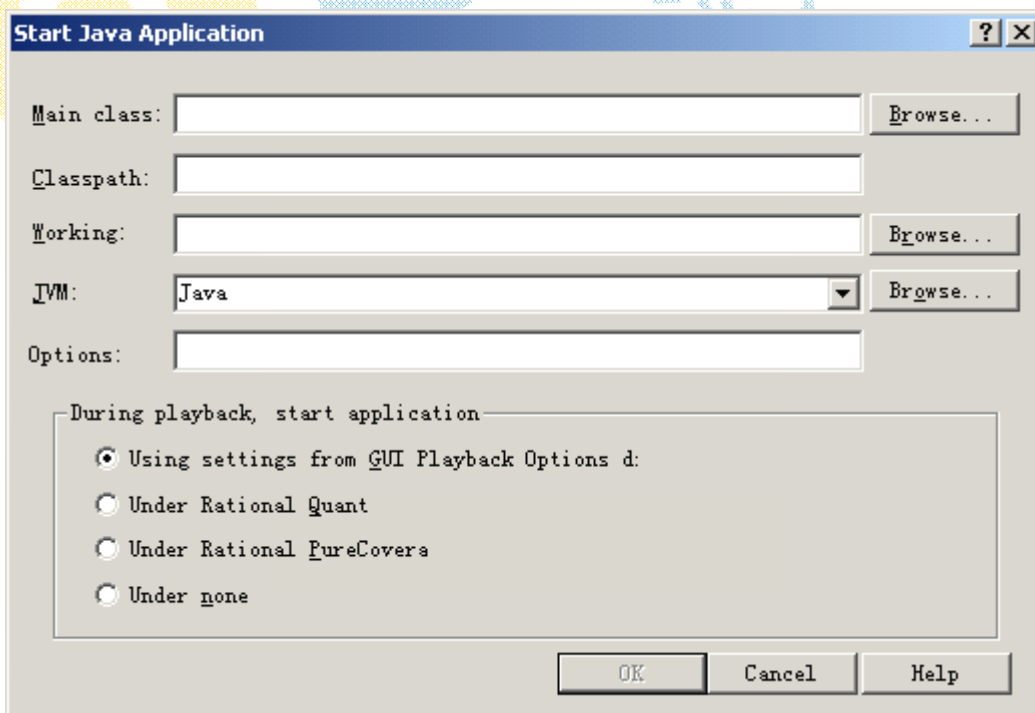 Start Java Application
Main class: Browse...
Classpath:
Working: Browse...
JVM: Java Browse...
Options:
During playback, start application
Using settings from GUI Playback Options d:
Under Rational Quant
Under Rational PureCovera
Under none
OK Cancel Help